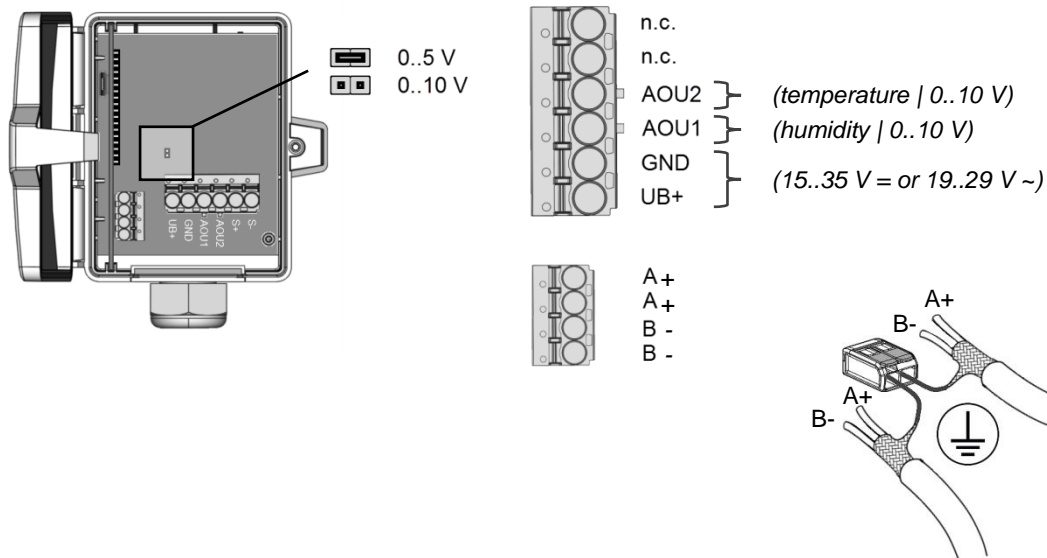 0..5 V
0..10 V
UB+
GND
AOU1
AOU2
S+
S-
n.c.
n.c.
AOU2 (temperature | 0..10 V)
AOU1 (humidity | 0..10 V)
GND
(15..35 V = or 19..29 V ~)
UB+
A+
A+
B -
B -
A+
B-
A+
B-